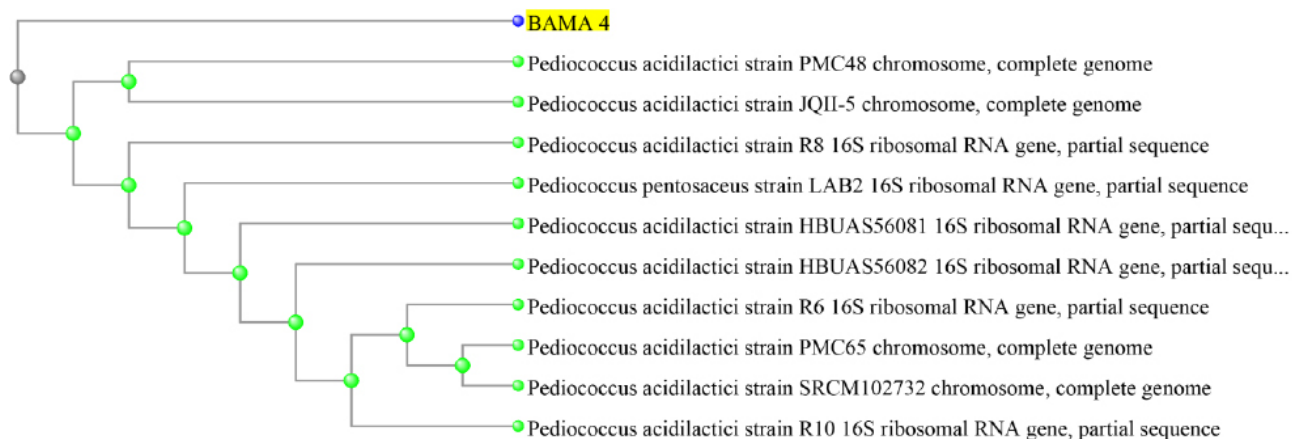 BAMA 4
Pediococcus acidilactici strain PMC48 chromosome, complete genome
Pediococcus acidilactici strain JQII-5 chromosome, complete genome
Pediococcus acidilactici strain R8 16S ribosomal RNA gene, partial sequence
Pediococcus pentosaceus strain LAB2 16S ribosomal RNA gene, partial sequence
Pediococcus acidilactici strain HBUAS56081 16S ribosomal RNA gene, partial sequ...
Pediococcus acidilactici strain HBUAS56082 16S ribosomal RNA gene, partial sequ...
Pediococcus acidilactici strain R6 16S ribosomal RNA gene, partial sequence
Pediococcus acidilactici strain PMC65 chromosome, complete genome
Pediococcus acidilactici strain SRCM102732 chromosome, complete genome
Pediococcus acidilactici strain R10 16S ribosomal RNA gene, partial sequence